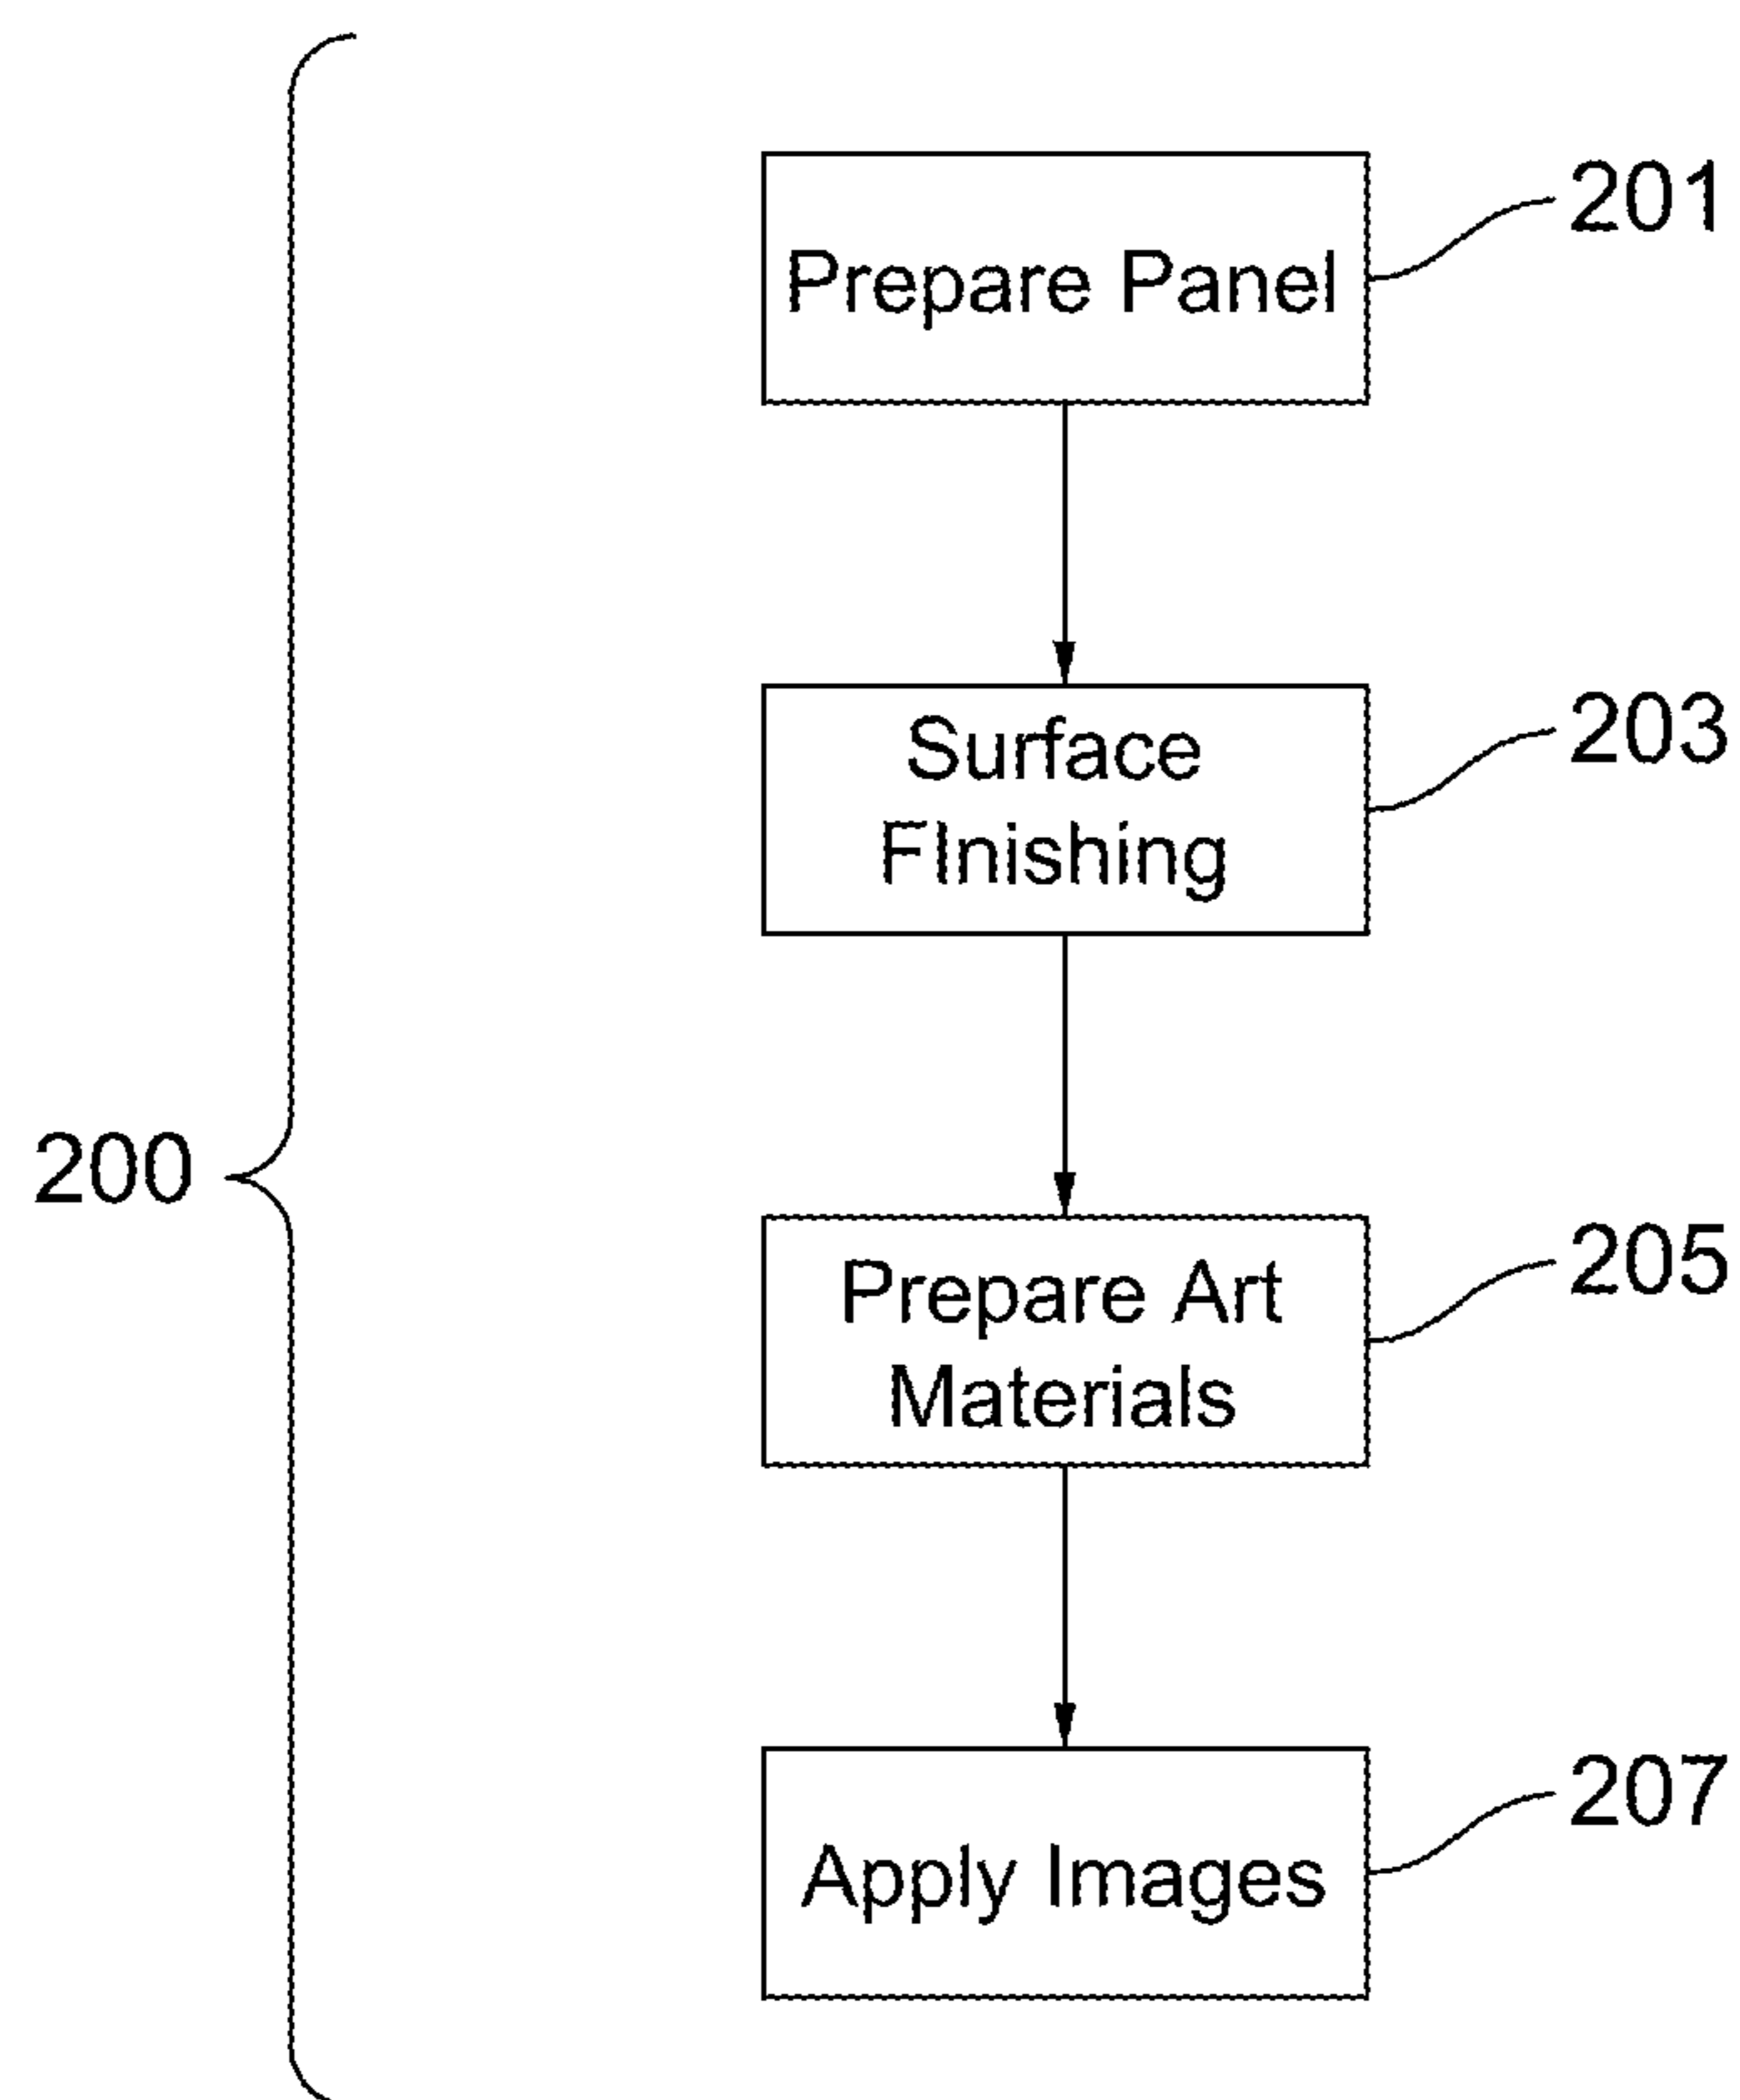 Prepare Panel
201
Surface
FInishing
203
200
Prepare Art
Materials
205
Apply Images
207